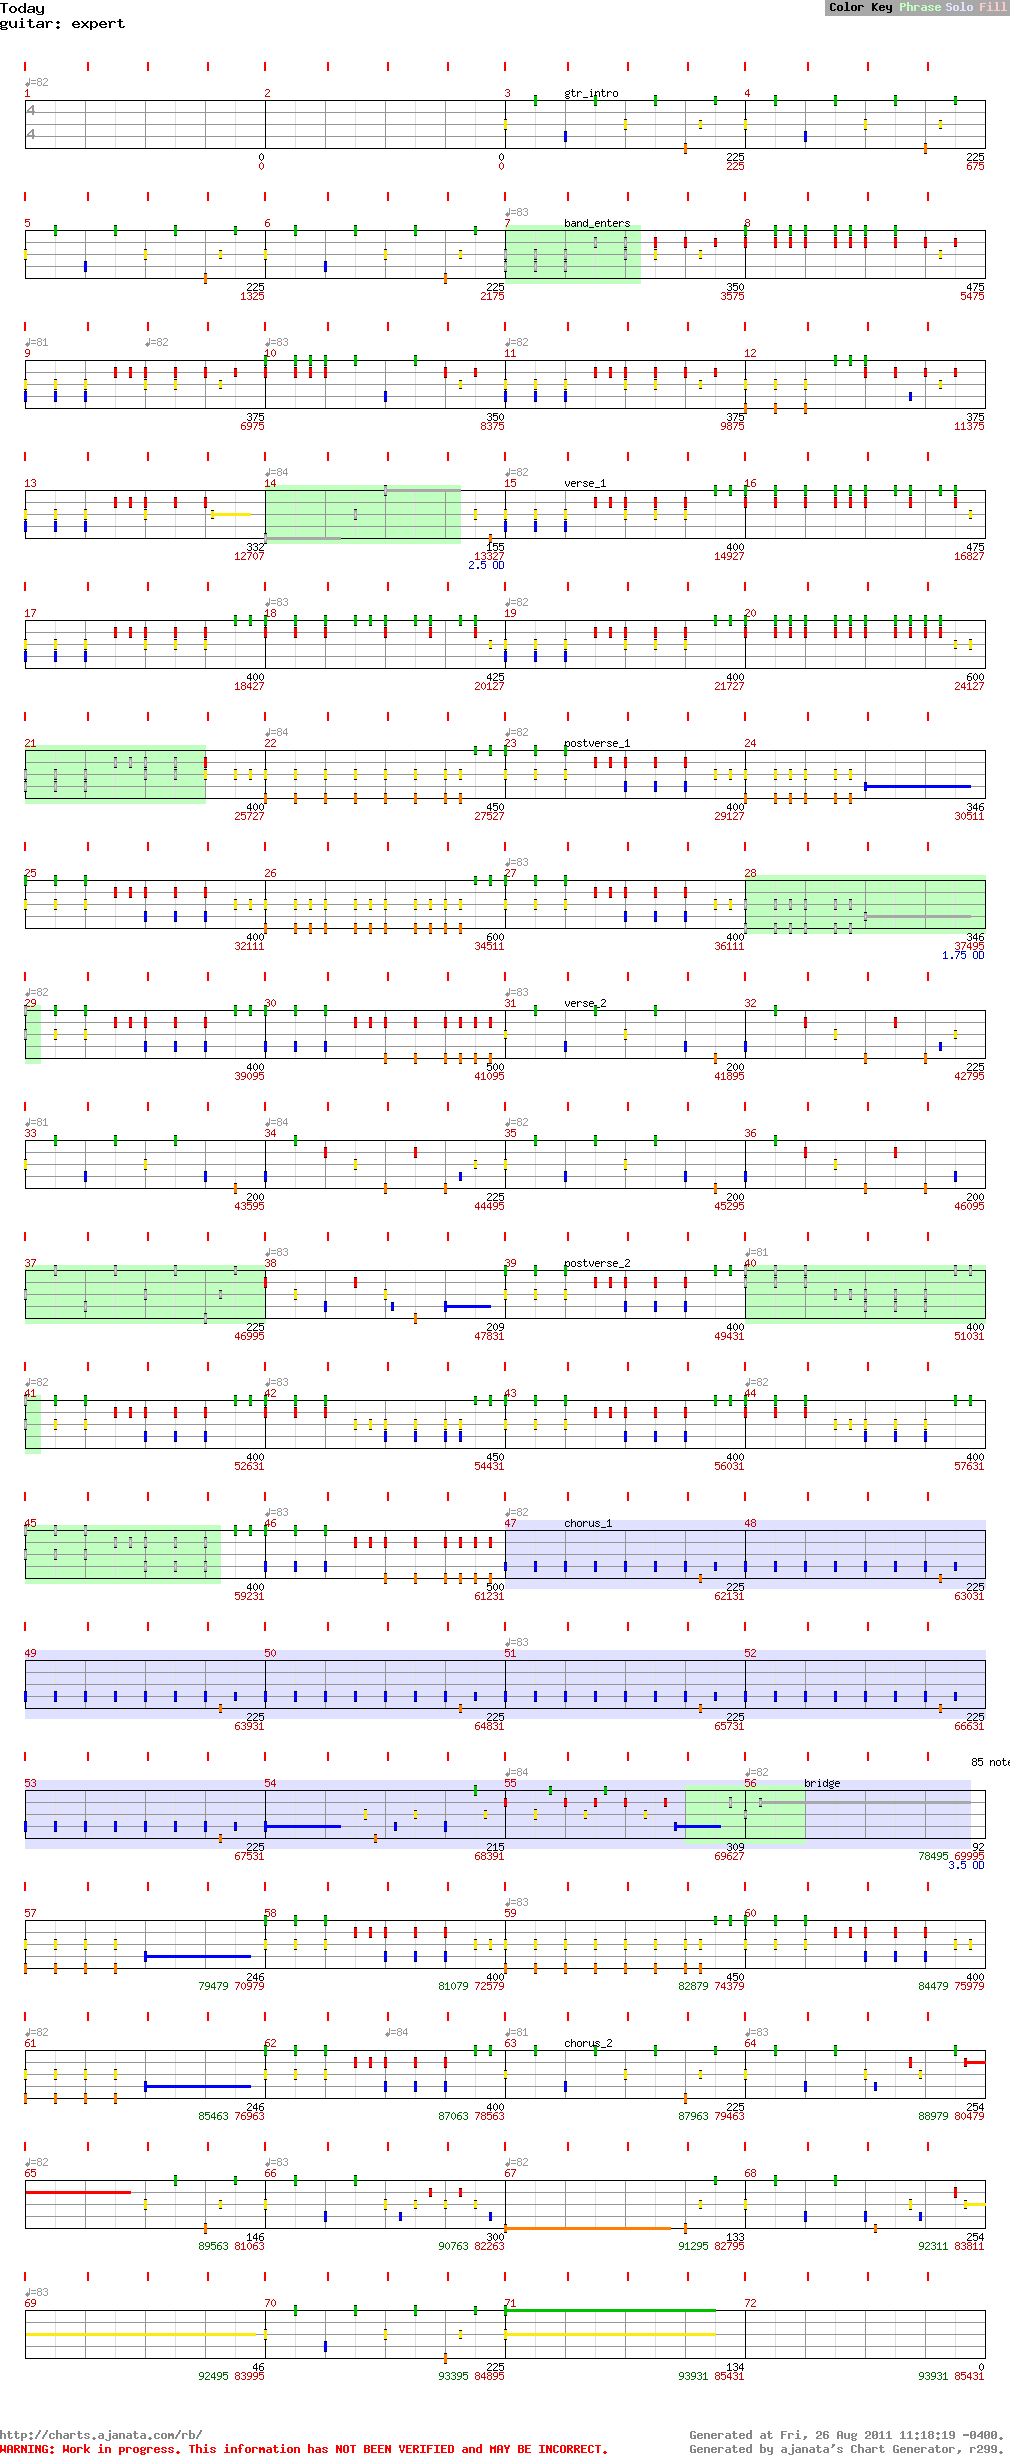 Today
Color Key Phrase Solo Fill
guitar: expert
♩=82
1 2 3 gtr_intro 4
4
4
0 0 225 225
0 0 225 675
♩=83
5 6 7 band_enters 8
225 225 350 475
1325 2175 3575 5475
♩=81 ♩=82 ♩=83 ♩=82
9 10 11 12
375 350 375 375
6975 8375 9875 11375
♩=84 ♩=82
13 14 15 verse_1 16
332 155 400 475
12707 13327 14927 16827
2.5 OD
♩=83 ♩=82
17 18 19 20
400 425 400 600
18427 20127 21727 24127
♩=84 ♩=82
21 22 23 postverse_1 24
400 450 400 346
25727 27527 29127 30511
♩=83
25 26 27 28
400 600 400 346
32111 34511 36111 37495
1.75 OD
♩=82 ♩=83
29 30 31 verse_2 32
400 500 200 225
39095 41095 41895 42795
♩=81 ♩=84 ♩=82
33 34 35 36
200 225 200 200
43595 44495 45295 46095
♩=83 ♩=81
37 38 39 postverse_2 40
225 209 400 400
46995 47831 49431 51031
♩=82 ♩=83 ♩=82
41 42 43 44
400 450 400 400
52631 54431 56031 57631
♩=83 ♩=82
45 46 47 chorus_1 48
400 500 225 225
59231 61231 62131 63031
♩=83
49 50 51 52
225 225 225 225
63931 64831 65731 66631
85 note
♩=84 ♩=82
53 54 55 56 bridge
225 215 309 92
67531 68391 69627 78495 69995
3.5 OD
♩=83
57 58 59 60
246 400 450 400
79479 70979 81079 72579 82879 74379 84479 75979
♩=82 ♩=84 ♩=81 ♩=83
61 62 63 chorus_2 64
246 400 225 254
85463 76963 87063 78563 87963 79463 88979 80479
♩=82 ♩=83 ♩=82
65 66 67 68
146 300 133 254
89563 81063 90763 82263 91295 82795 92311 83811
♩=83
69 70 71 72
46 225 134 0
92495 83995 93395 84895 93931 85431 93931 85431
http://charts.ajanata.com/rb/ Generated at Fri, 26 Aug 2011 11:18:19 -0400.
WARNING: Work in progress. This information has NOT BEEN VERIFIED and MAY BE INCORRECT. Generated by ajanata's Chart Generator, r299.